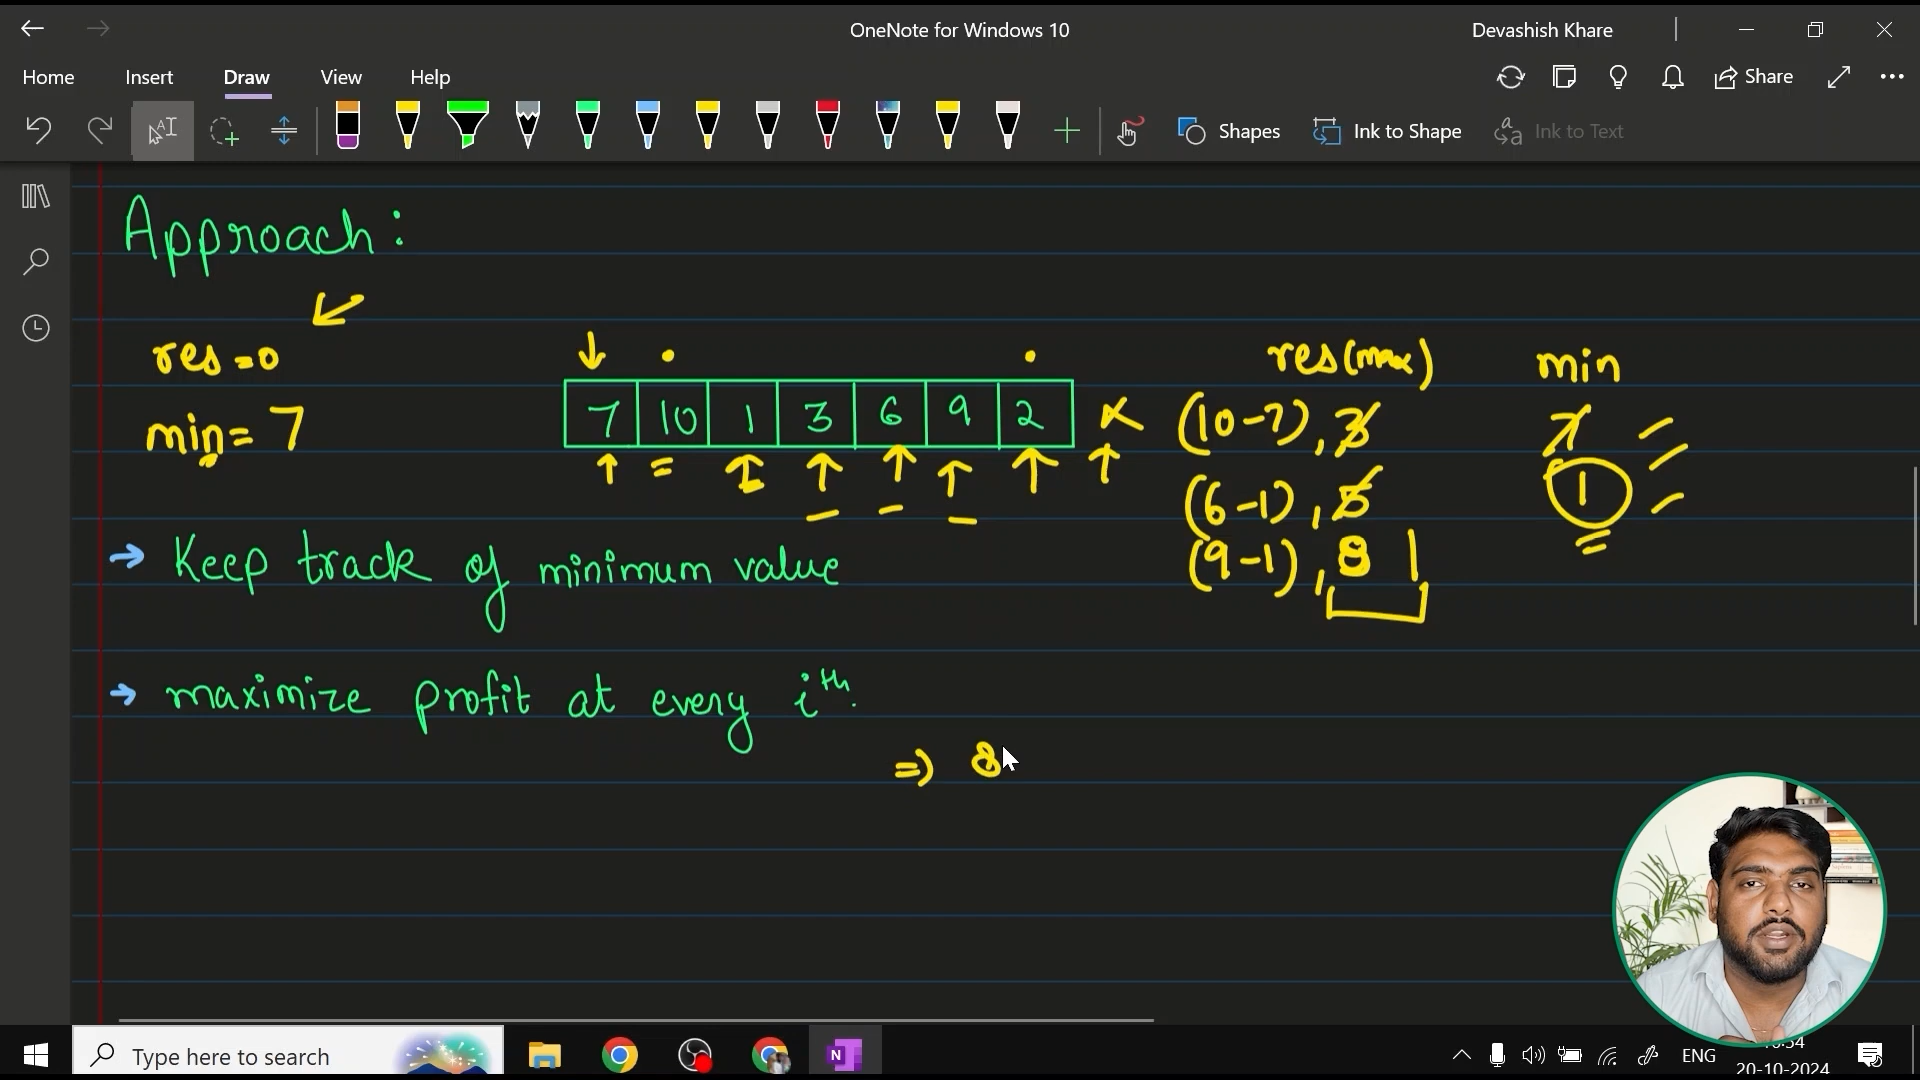 OneNote for Windows 10
Devashish Khare
Home Insert Draw View Help
Share
Shapes
Ink to Shape
Ink to Text
Approach:
res = 0
min = 7
7 10 1 3 6 9 2
res(max) min
(10-7), 3 7
(6-1), 5 1
(9-1), 8
→ Keep track of minimum value
→ maximize profit at every ith.
=> 8
Type here to search
ENG
20-10-2024